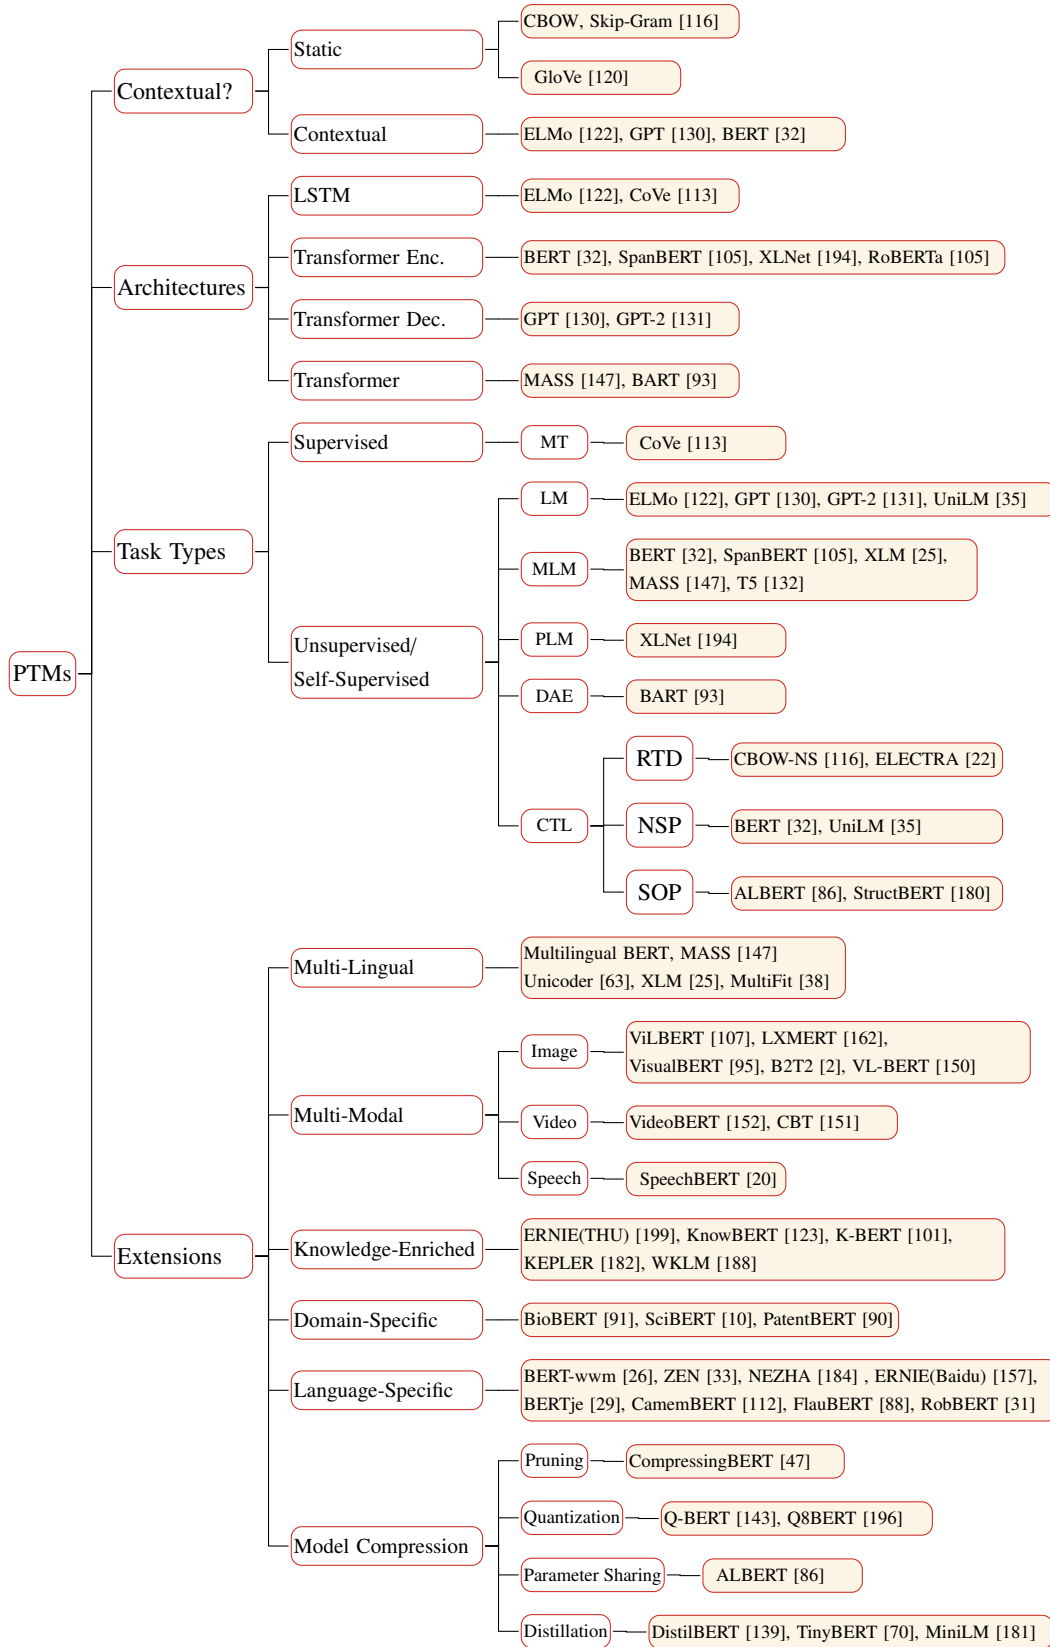 PTMs
Contextual?
Static
CBOW, Skip-Gram [116]
GloVe [120]
Contextual
ELMo [122], GPT [130], BERT [32]
Architectures
LSTM
ELMo [122], CoVe [113]
Transformer Enc.
BERT [32], SpanBERT [105], XLNet [194], RoBERTa [105]
Transformer Dec.
GPT [130], GPT-2 [131]
Transformer
MASS [147], BART [93]
Task Types
Supervised
MT
CoVe [113]
Unsupervised/
Self-Supervised
LM
ELMo [122], GPT [130], GPT-2 [131], UniLM [35]
MLM
BERT [32], SpanBERT [105], XLM [25],
MASS [147], T5 [132]
PLM
XLNet [194]
DAE
BART [93]
CTL
RTD
CBOW-NS [116], ELECTRA [22]
NSP
BERT [32], UniLM [35]
SOP
ALBERT [86], StructBERT [180]
Extensions
Multi-Lingual
Multilingual BERT, MASS [147]
Unicoder [63], XLM [25], MultiFit [38]
Multi-Modal
Image
ViLBERT [107], LXMERT [162],
VisualBERT [95], B2T2 [2], VL-BERT [150]
Video
VideoBERT [152], CBT [151]
Speech
SpeechBERT [20]
Knowledge-Enriched
ERNIE(THU) [199], KnowBERT [123], K-BERT [101],
KEPLER [182], WKLM [188]
Domain-Specific
BioBERT [91], SciBERT [10], PatentBERT [90]
Language-Specific
BERT-wwm [26], ZEN [33], NEZHA [184] , ERNIE(Baidu) [157],
BERTje [29], CamemBERT [112], FlauBERT [88], RobBERT [31]
Model Compression
Pruning
CompressingBERT [47]
Quantization
Q-BERT [143], Q8BERT [196]
Parameter Sharing
ALBERT [86]
Distillation
DistilBERT [139], TinyBERT [70], MiniLM [181]